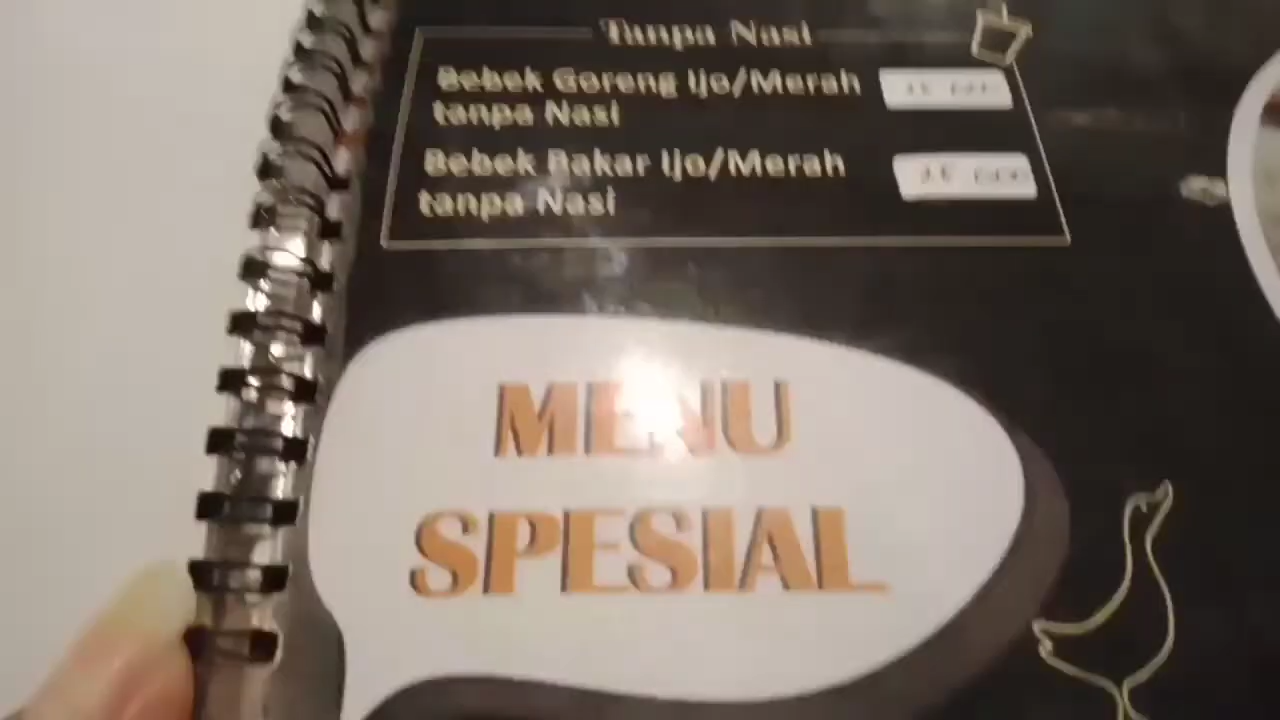 Tanpa Nasi
Bebek Goreng Ijo/Merah
tanpa Nasi
Bebek Bakar Ijo/Merah
tanpa Nasi
MENU
SPESIAL